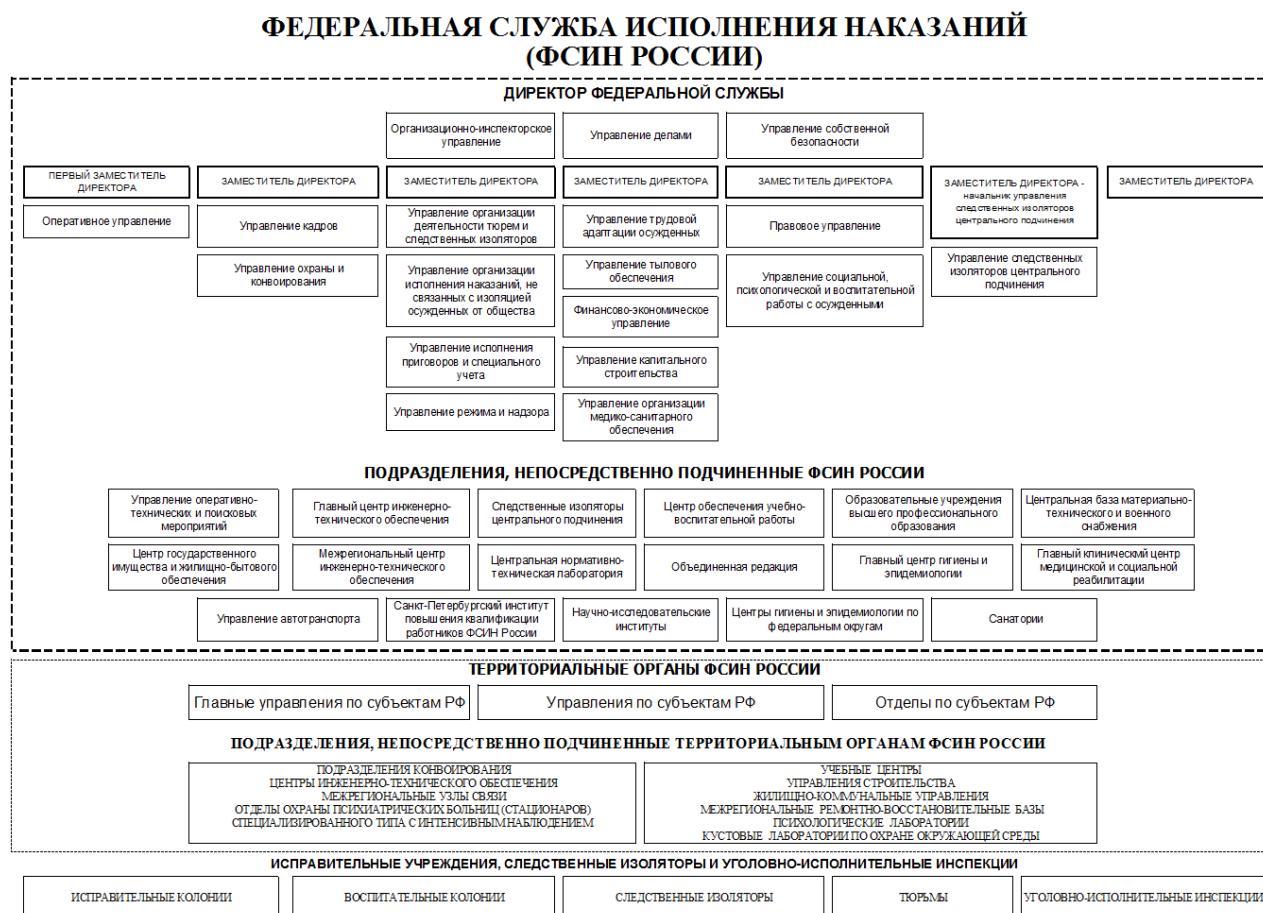 ФЕДЕРАЛЬНАЯ СЛУЖБА ИСПОЛНЕНИЯ НАКАЗАНИЙ
(ФСИН РОССИИ)
ДИРЕКТОР ФЕДЕРАЛЬНОЙ СЛУЖБЫ
Организационно-инспекторское
управление
Управление делами
Управление собственной
безопасности
ПЕРВЫЙ ЗАМЕСТИТЕЛЬ
ДИРЕКТОРА
ЗАМЕСТИТЕЛЬ ДИРЕКТОРА
ЗАМЕСТИТЕЛЬ ДИРЕКТОРА
ЗАМЕСТИТЕЛЬ ДИРЕКТОРА
ЗАМЕСТИТЕЛЬ ДИРЕКТОРА
ЗАМЕСТИТЕЛЬ ДИРЕКТОРА -
начальник управления
следственных изоляторов
центрального подчинения
ЗАМЕСТИТЕЛЬ ДИРЕКТОРА
Оперативное управление
Управление кадров
Управление организации
деятельности тюрем и
следственных изоляторов
Управление трудовой
адаптации осужденных
Правовое управление
Управление охраны и
конвоирования
Управление организации
исполнения наказаний, не
связанных с изоляцией
осужденных от общества
Управление тылового
обеспечения
Управление социальной,
психологической и воспитательной
работы с осужденными
Управление следственных
изоляторов центрального
подчинения
Финансово-экономическое
управление
Управление исполнения
приговоров и специального
учета
Управление капитального
строительства
Управление режима и надзора
Управление организации
медико-санитарного
обеспечения
ПОДРАЗДЕЛЕНИЯ, НЕПОСРЕДСТВЕННО ПОДЧИНЕННЫЕ ФСИН РОССИИ
Управление оперативно-
технических и поисковых
мероприятий
Главный центр инженерно-
технического обеспечения
Следственные изоляторы
центрального подчинения
Центр обеспечения учебно-
воспитательной работы
Образовательные учреждения
высшего профессионального
образования
Центральная база материально-
технического и военного
снабжения
Центр государственного
имущества и жилищно-бытового
обеспечения
Межрегиональный центр
инженерно-технического
обеспечения
Центральная нормативно-
техническая лаборатория
Объединенная редакция
Главный центр гигиены и
эпидемиологии
Главный клиническмй центр
медицинской и социальной
реабилитации
Управление автотранспорта
Санкт-Петербургский институт
повышения квалификации
работников ФСИН России
Научно-исследовательские
институты
Центры гигиены и эпидемиологии по
федеральным округам
Санатории
ТЕРРИТОРИАЛЬНЫЕ ОРГАНЫ ФСИН РОССИИ
Главные управления по субъектам РФ
Управления по субъектам РФ
Отделы по субъектам РФ
ПОДРАЗДЕЛЕНИЯ, НЕПОСРЕДСТВЕННО ПОДЧИНЕННЫЕ ТЕРРИТОРИАЛЬНЫМ ОРГАНАМ ФСИН РОССИИ
ПОДРАЗДЕЛЕНИЯ КОНВОИРОВАНИЯ
ЦЕНТРЫ ИНЖЕНЕРНО-ТЕХНИЧЕСКОГО ОБЕСПЕЧЕНИЯ
МЕЖРЕГИОНАЛЬНЫЕ УЗЛЫ СВЯЗИ
ОТДЕЛЫ ОХРАНЫ ПСИХИАТРИЧЕСКИХ БОЛЬНИЦ (СТАЦИОНАРОВ)
СПЕЦИАЛИЗИРОВАННОГО ТИПА С ИНТЕНСИВНЫМ НАБЛЮДЕНИЕМ
УЧЕБНЫЕ ЦЕНТРЫ
УПРАВЛЕНИЯ СТРОИТЕЛЬСТВА
ЖИЛИЩНО-КОММУНАЛЬНЫЕ УПРАВЛЕНИЯ
МЕЖРЕГИОНАЛЬНЫЕ РЕМОНТНО-ВОССТАНОВИТЕЛЬНЫЕ БАЗЫ
ПСИХОЛОГИЧЕСКИЕ ЛАБОРАТОРИИ
КУСТОВЫЕ ЛАБОРАТОРИИ ПО ОХРАНЕ ОКРУЖАЮЩЕЙ СРЕДЫ
ИСПРАВИТЕЛЬНЫЕ УЧРЕЖДЕНИЯ, СЛЕДСТВЕННЫЕ ИЗОЛЯТОРЫ И УГОЛОВНО-ИСПОЛНИТЕЛЬНЫЕ ИНСПЕКЦИИ
ИСПРАВИТЕЛЬНЫЕ КОЛОНИИ
ВОСПИТАТЕЛЬНЫЕ КОЛОНИИ
СЛЕДСТВЕННЫЕ ИЗОЛЯТОРЫ
ТЮРЬМЫ
УГОЛОВНО-ИСПОЛНИТЕЛЬНЫЕ ИНСПЕКЦИИ